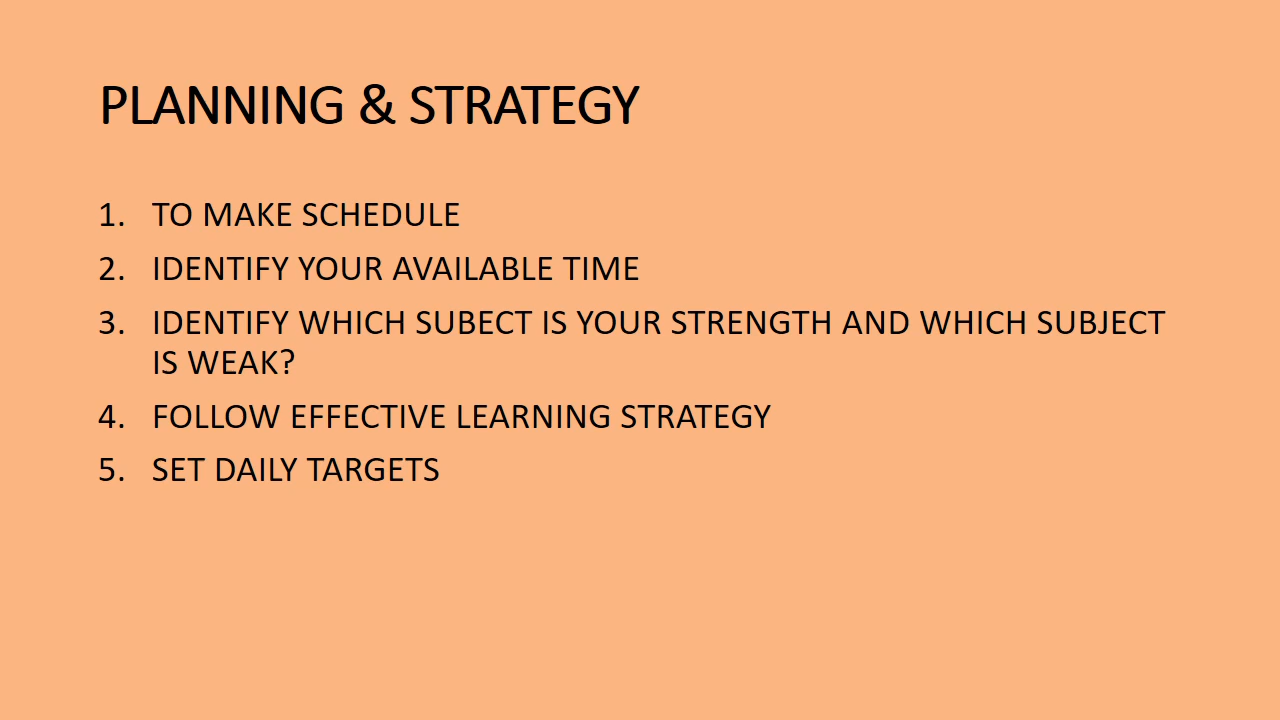 PLANNING & STRATEGY
1. TO MAKE SCHEDULE
2. IDENTIFY YOUR AVAILABLE TIME
3. IDENTIFY WHICH SUBECT IS YOUR STRENGTH AND WHICH SUBJECT
IS WEAK?
4. FOLLOW EFFECTIVE LEARNING STRATEGY
5. SET DAILY TARGETS